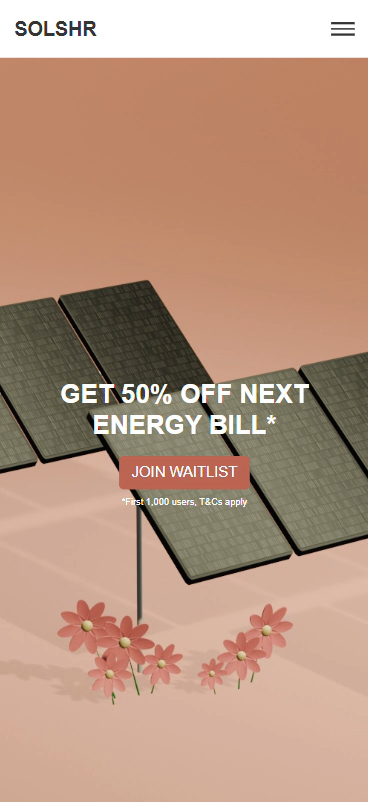 SOLSHR
GET 50% OFF NEXT
ENERGY BILL*
JOIN WAITLIST
*First 1,000 users, T&Cs apply